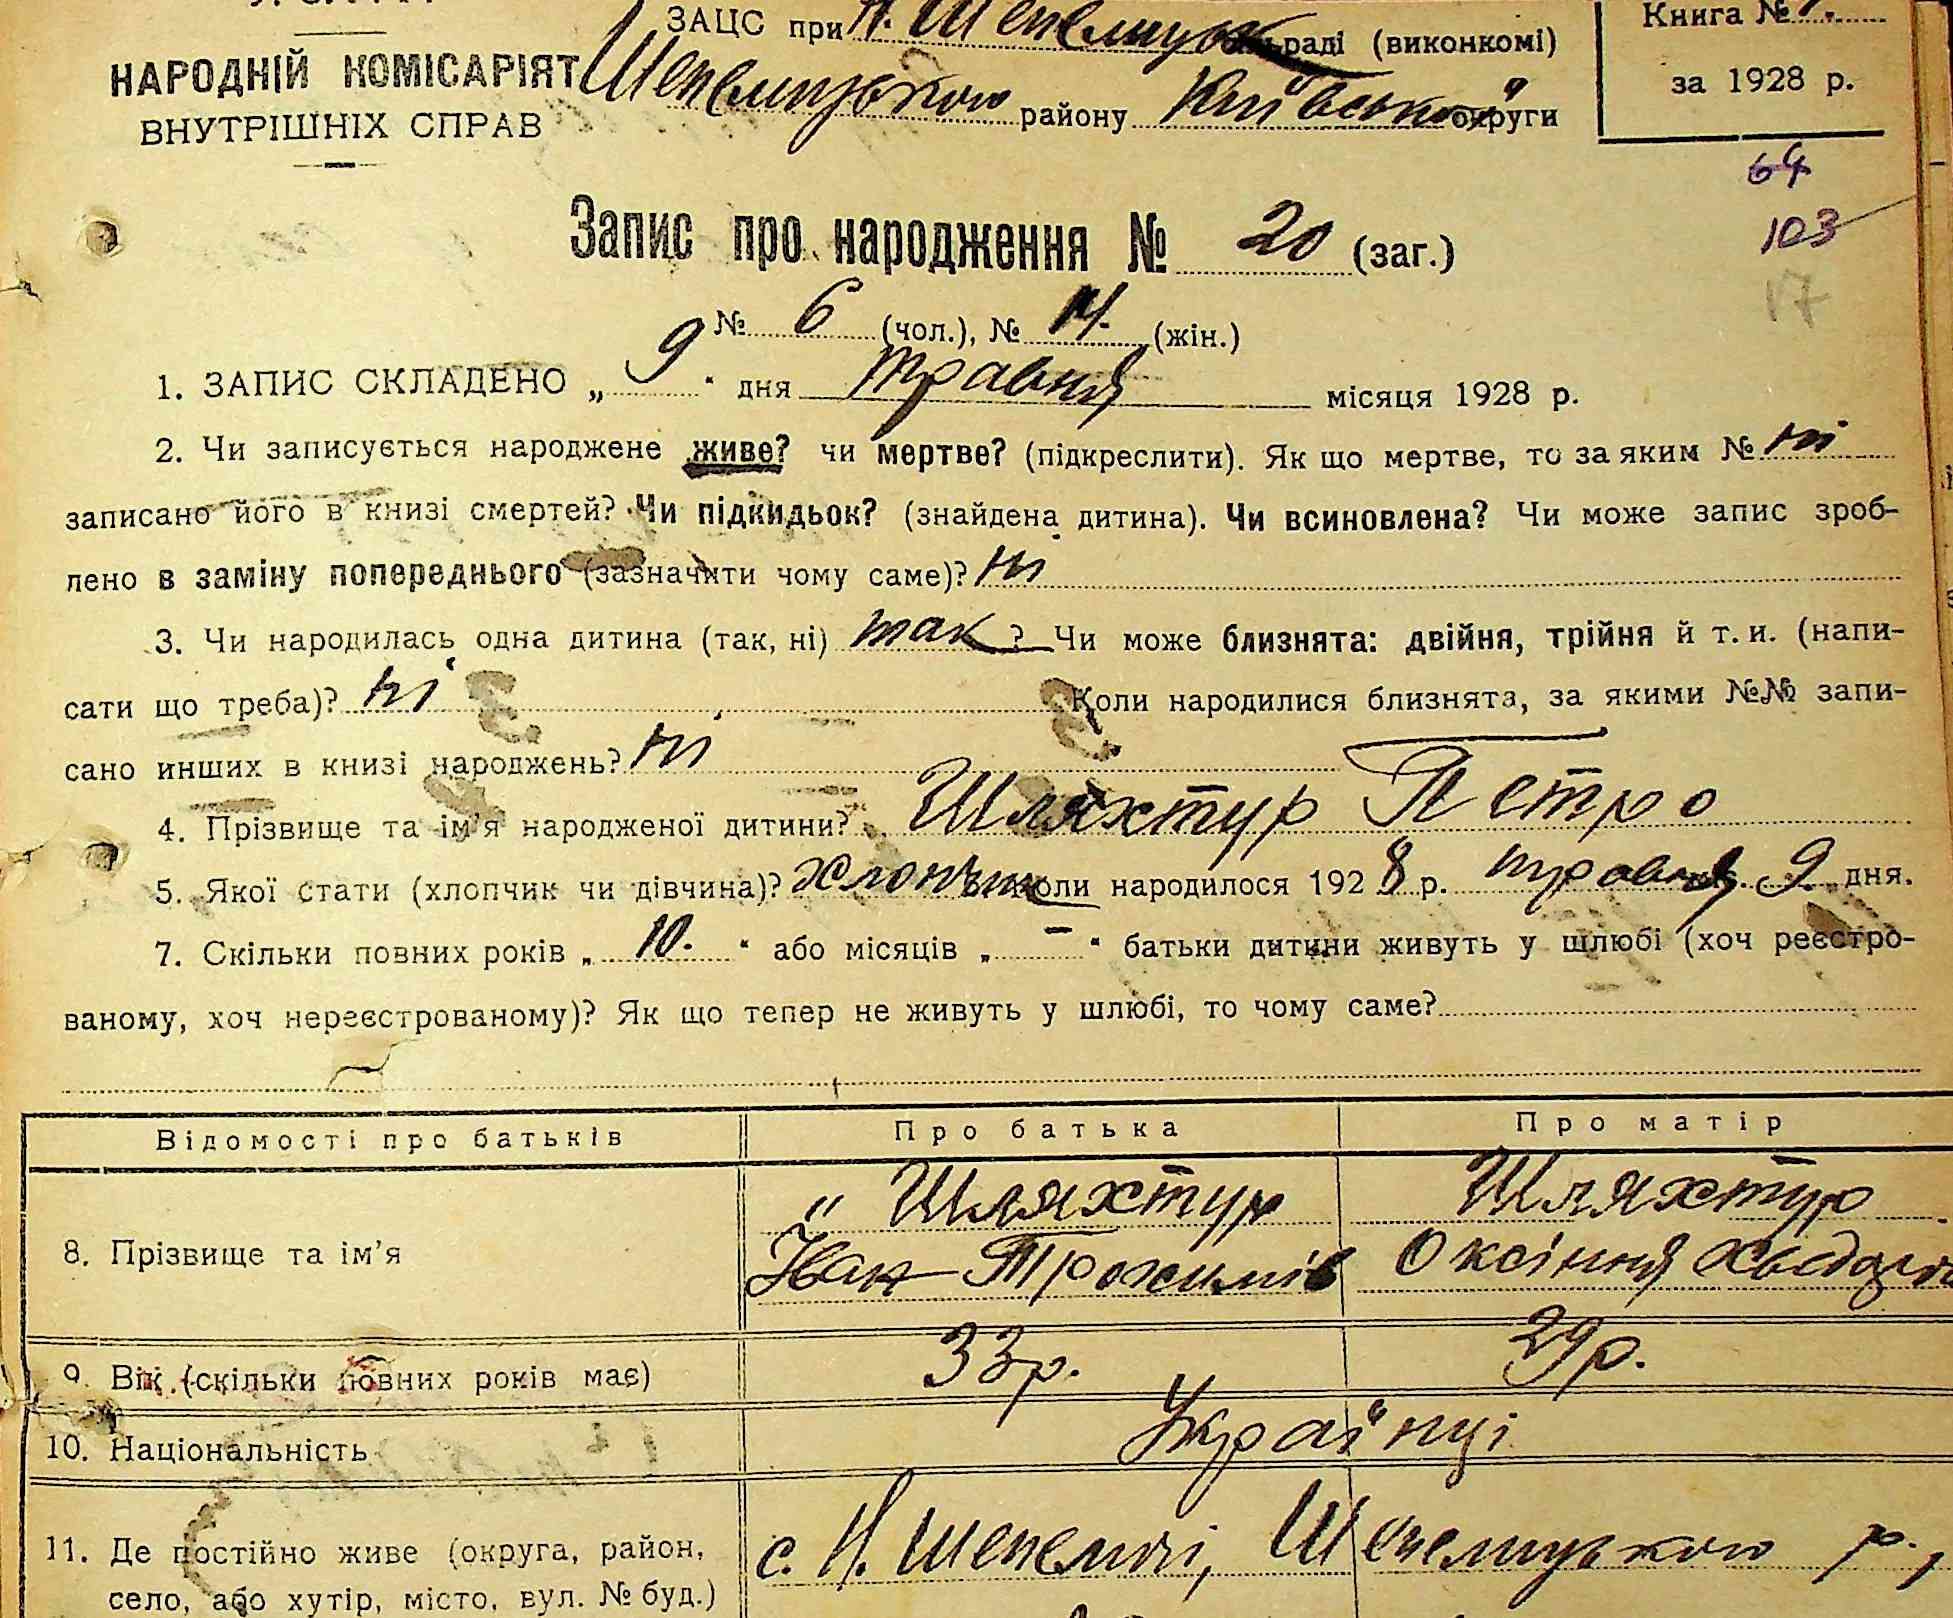 ЗАЦС при Н. Шепелицьк раді (виконкомі)
Книга №
НАРОДНІЙ КОМІСАРІЯТ
ВНУТРІШНІХ СПРАВ
Шепелицького району Київської округи
за 1928 р.
64
103
17
Запис про народження № 20 (заг.)
№ 6 (чол.), № 14. (жін.)
1. ЗАПИС СКЛАДЕНО „ 9 “ дня травня місяця 1928 р.
2. Чи записується народжене живе? чи мертве? (підкреслити). Як що мертве, то за яким № ні
записано його в книзі смертей? Чи підкидьок? (знайдена дитина). Чи всиновлена? Чи може запис зроб-
лено в заміну попереднього (зазначити чому саме)? ні
3. Чи народилась одна дитина (так, ні) так ? Чи може близнята: двійня, трійня й т. и. (напи-
сати що треба)? ні Коли народилися близнята, за якими №№ запи-
сано инших в книзі народжень? ні
4. Прізвище та ім'я народженої дитини? Шляхтур Петро
5. Якої стати (хлопчик чи дівчина)? хлопчик коли народилося 1928 р. травня 9 дня.
7. Скільки повних років „ 10. “ або місяців „ – “ батьки дитини живуть у шлюбі (хоч реєстро-
ваному, хоч нереєстрованому)? Як що тепер не живуть у шлюбі, то чому саме?
Відомості про батьків Про батька Про матір
8. Прізвище та ім'я
" Шляхтур Шляхтур
Іван Трохимів Оксіння
9. Вік (скільки повних років має) 33 р. 29 р.
10. Національність Українці
11. Де постійно живе (округа, район, с. Н. Шепеличі, Шепелицького р.,
село, або хутір, місто, вул. № буд.)